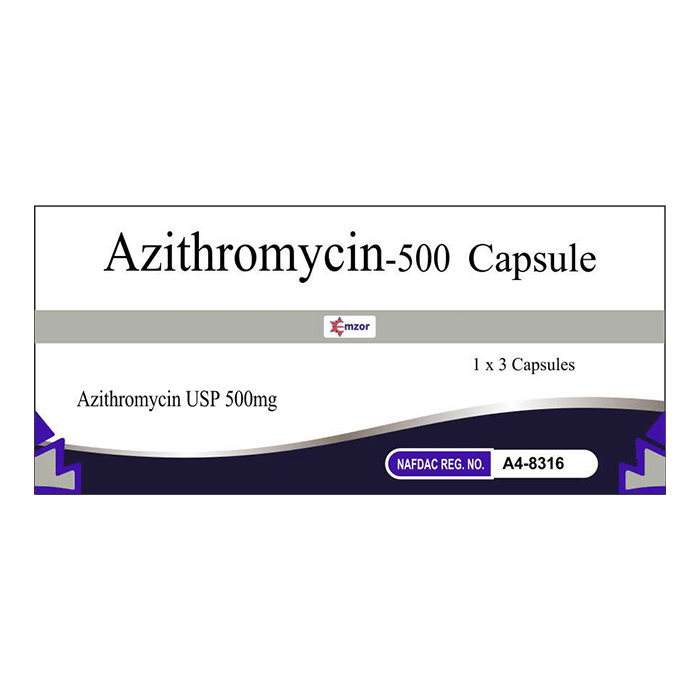 Azithromycin-500 Capsule
Emzor
1 x 3 Capsules
Azithromycin USP 500mg
NAFDAC REG. NO. A4-8316